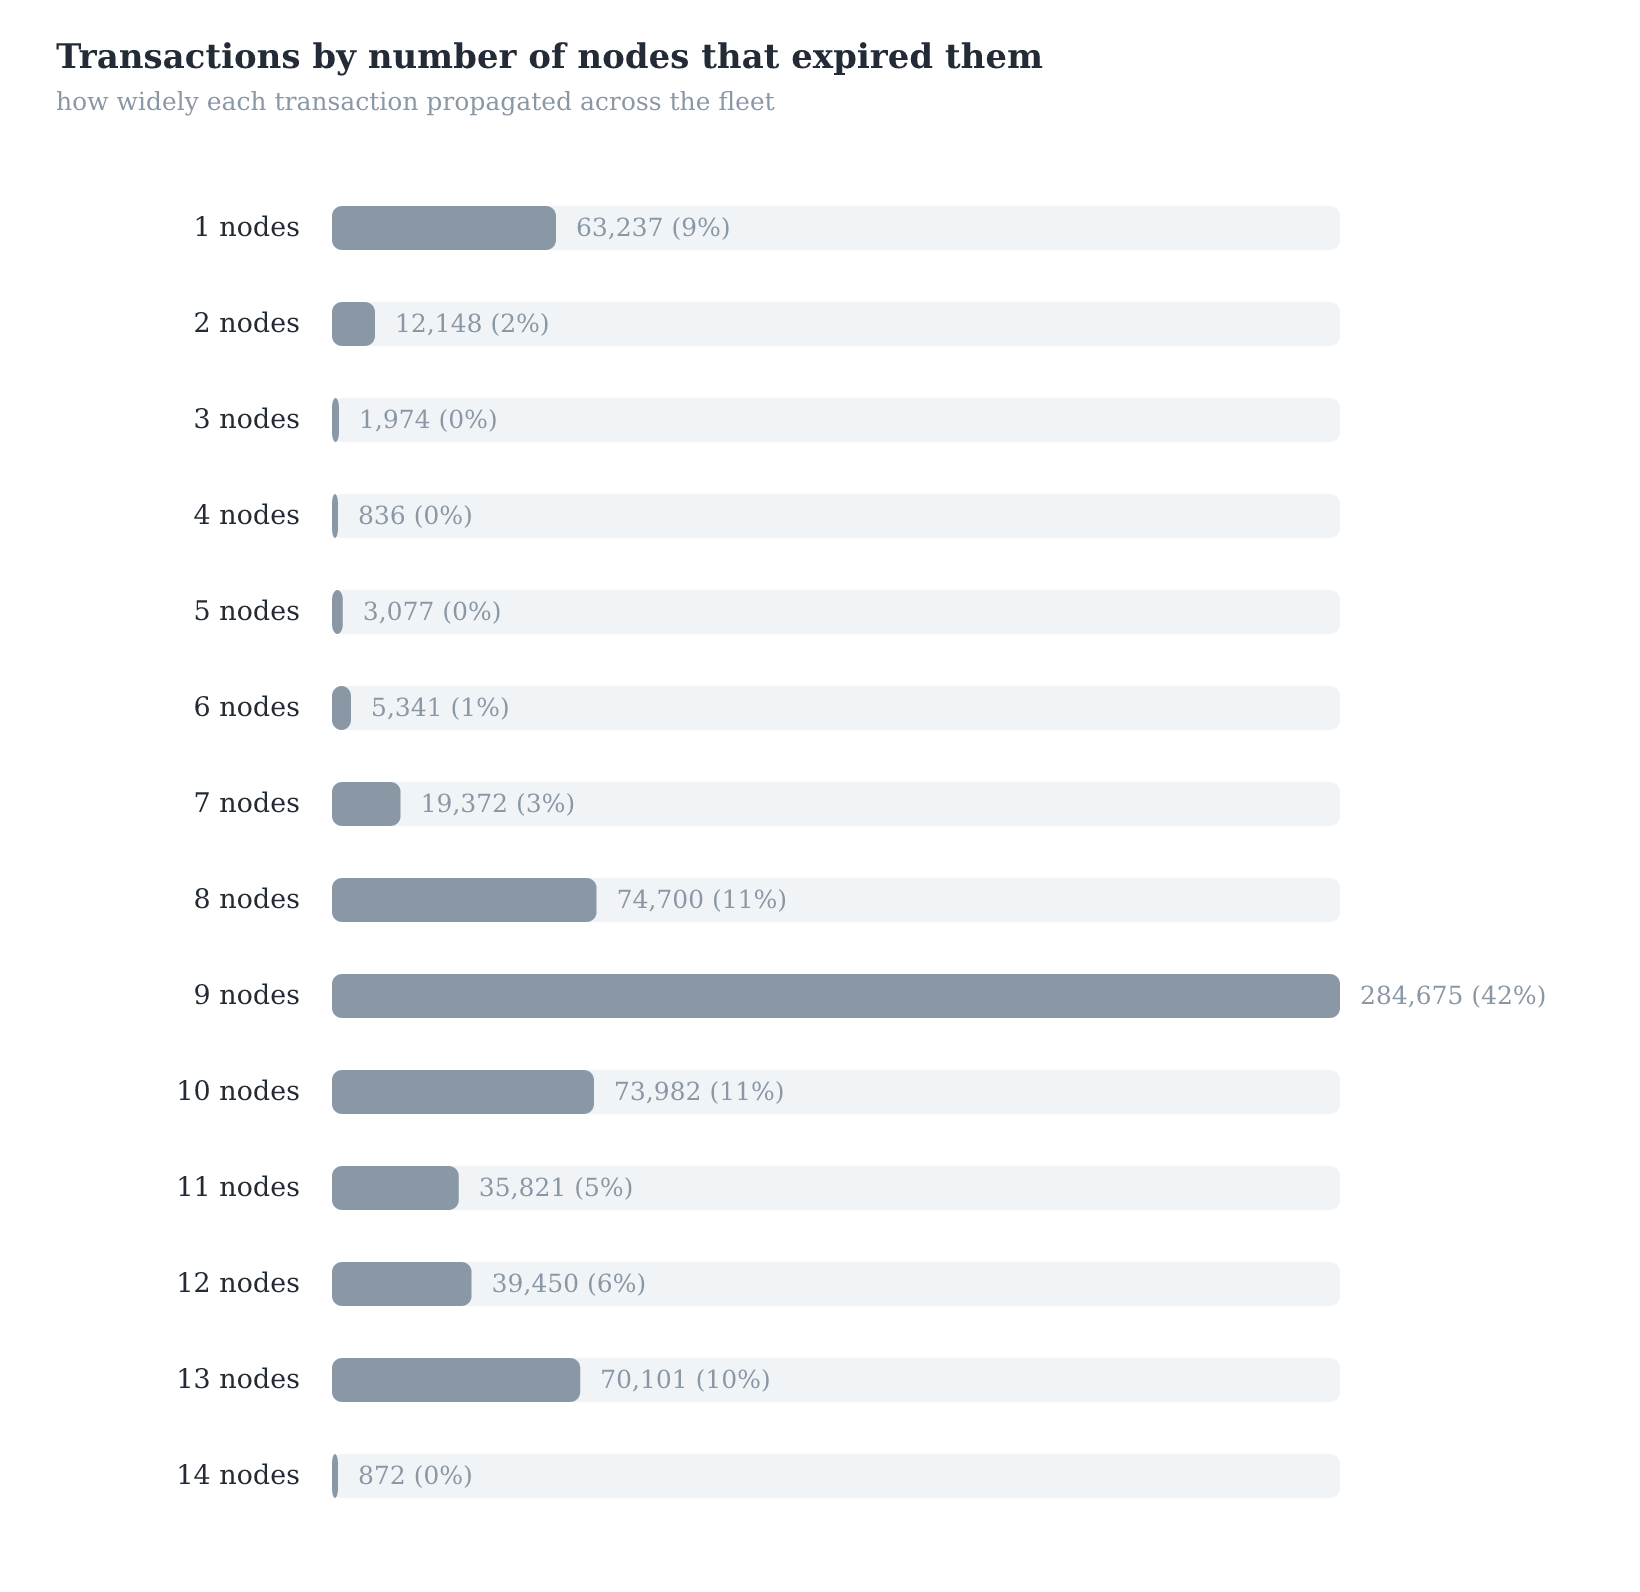 Transactions by number of nodes that expired them
how widely each transaction propagated across the fleet
1 nodes 63,237 (9%)
2 nodes 12,148 (2%)
3 nodes 1,974 (0%)
4 nodes 836 (0%)
5 nodes 3,077 (0%)
6 nodes 5,341 (1%)
7 nodes 19,372 (3%)
8 nodes 74,700 (11%)
9 nodes 284,675 (42%)
10 nodes 73,982 (11%)
11 nodes 35,821 (5%)
12 nodes 39,450 (6%)
13 nodes 70,101 (10%)
14 nodes 872 (0%)